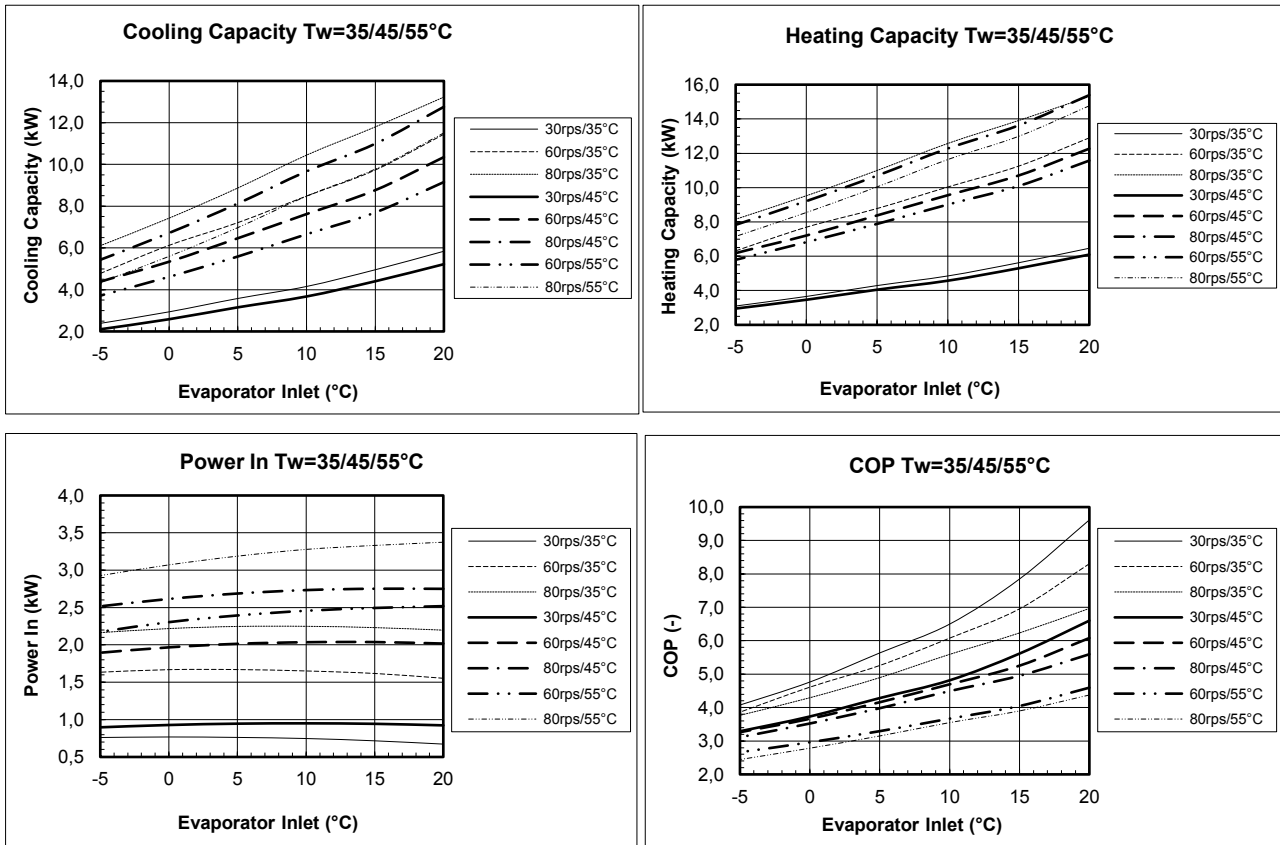 Cooling Capacity Tw=35/45/55°C
Cooling Capacity (kW)
14,0
12,0
10,0
8,0
6,0
4,0
2,0
-5 0 5 10 15 20
Evaporator Inlet (°C)
30rps/35°C
60rps/35°C
80rps/35°C
30rps/45°C
60rps/45°C
80rps/45°C
60rps/55°C
80rps/55°C
Heating Capacity Tw=35/45/55°C
Heating Capacity (kW)
16,0
14,0
12,0
10,0
8,0
6,0
4,0
2,0
-5 0 5 10 15 20
Evaporator Inlet (°C)
30rps/35°C
60rps/35°C
80rps/35°C
30rps/45°C
60rps/45°C
80rps/45°C
60rps/55°C
80rps/55°C
Power In Tw=35/45/55°C
Power In (kW)
4,0
3,5
3,0
2,5
2,0
1,5
1,0
0,5
-5 0 5 10 15 20
Evaporator Inlet (°C)
30rps/35°C
60rps/35°C
80rps/35°C
30rps/45°C
60rps/45°C
80rps/45°C
60rps/55°C
80rps/55°C
COP Tw=35/45/55°C
COP (-)
10,0
9,0
8,0
7,0
6,0
5,0
4,0
3,0
2,0
-5 0 5 10 15 20
Evaporator Inlet (°C)
30rps/35°C
60rps/35°C
80rps/35°C
30rps/45°C
60rps/45°C
80rps/45°C
60rps/55°C
80rps/55°C